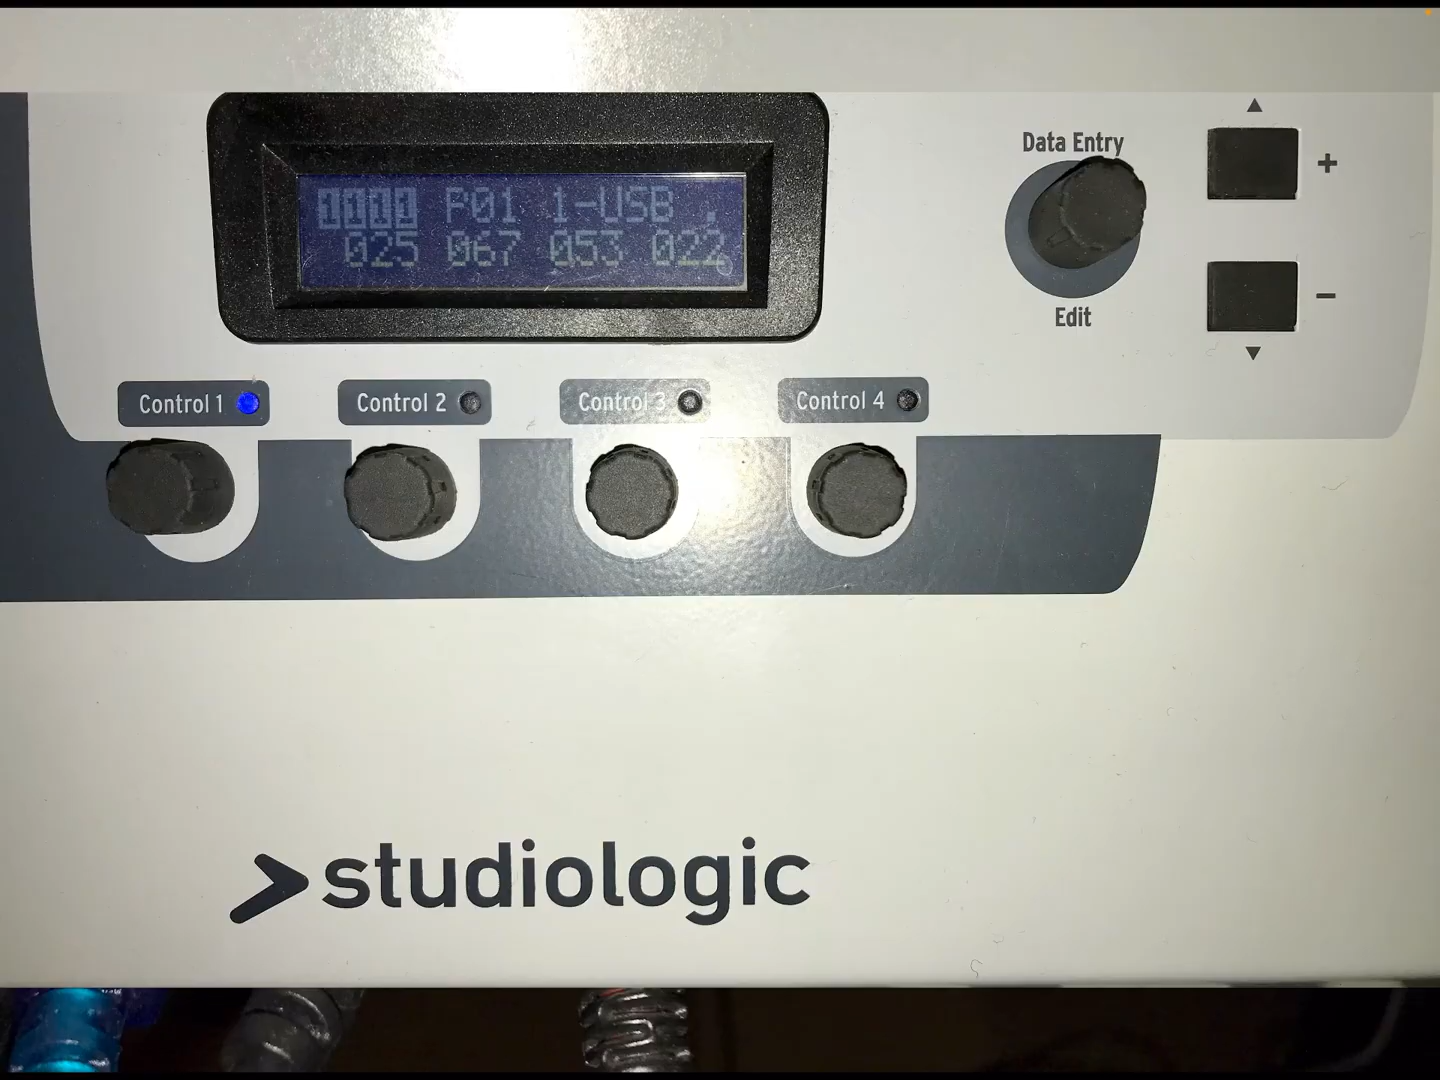 1111 P01 1-USB .
025 067 053 022
Data Entry
+
Edit
−
Control 1
Control 2
Control 3
Control 4
studiologic